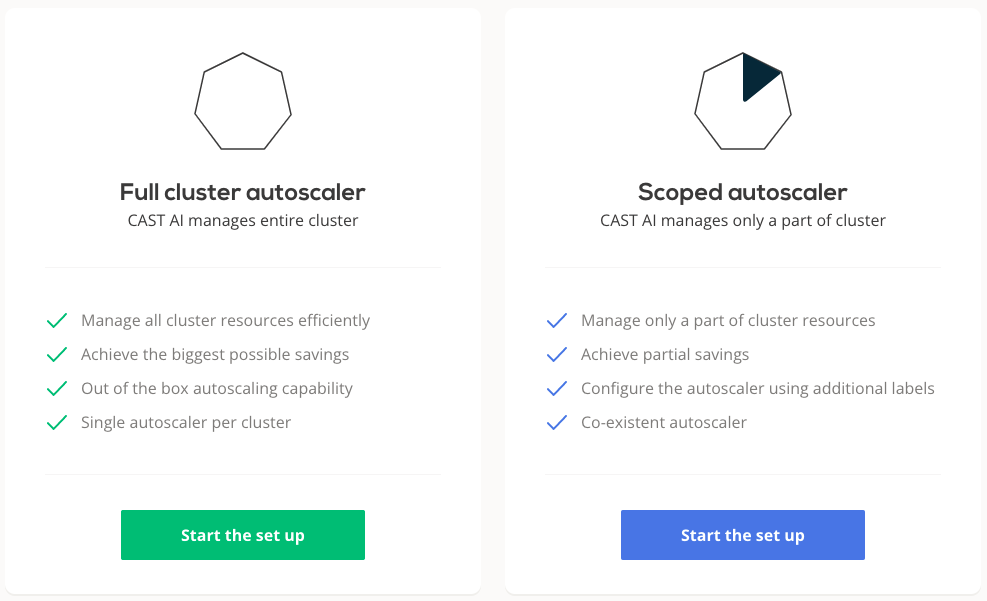 Full cluster autoscaler
CAST AI manages entire cluster
Manage all cluster resources efficiently
Achieve the biggest possible savings
Out of the box autoscaling capability
Single autoscaler per cluster
Start the set up
Scoped autoscaler
CAST AI manages only a part of cluster
Manage only a part of cluster resources
Achieve partial savings
Configure the autoscaler using additional labels
Co-existent autoscaler
Start the set up